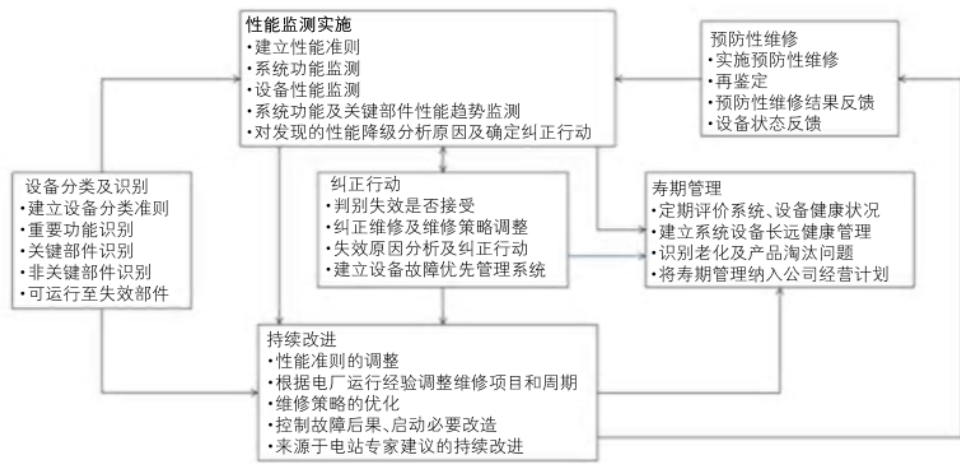 性能监测实施
·建立性能准则
·系统功能监测
·设备性能监测
·系统功能及关键部件性能趋势监测
·对发现的性能降级分析原因及确定纠正行动
预防性维修
·实施预防性维修
·再鉴定
·预防性维修结果反馈
·设备状态反馈
设备分类及识别
·建立设备分类准则
·重要功能识别
·关键部件识别
·非关键部件识别
·可运行至失效部件
纠正行动
·判别失效是否接受
·纠正维修及维修策略调整
·失效原因分析及纠正行动
·建立设备故障优先管理系统
寿期管理
·定期评价系统、设备健康状况
·建立系统设备长远健康管理
·识别老化及产品淘汰问题
·将寿期管理纳入公司经营计划
持续改进
·性能准则的调整
·根据电厂运行经验调整维修项目和周期
·维修策略的优化
·控制故障后果、启动必要改造
·来源于电站专家建议的持续改进